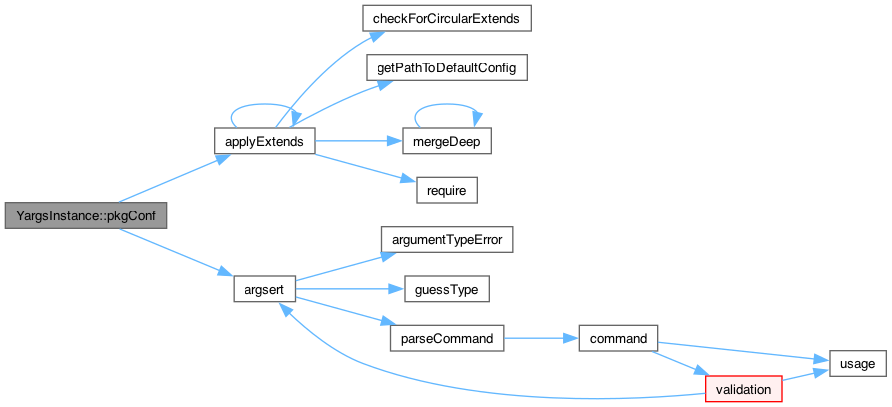 checkForCircularExtends
getPathToDefaultConfig
applyExtends
mergeDeep
require
YargsInstance::pkgConf
argumentTypeError
argsert
guessType
parseCommand
command
usage
validation